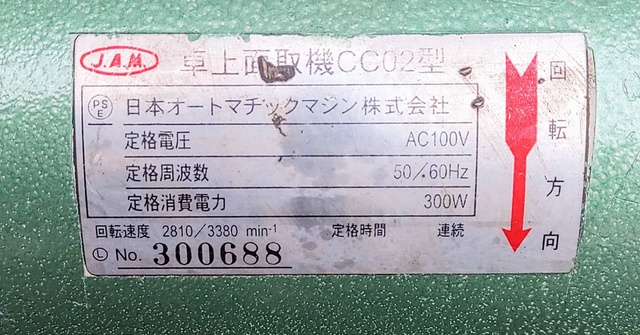 J.A.M. 卓上面取機CC02型
PSE 日本オートマチックマシン株式会社
定格電圧 AC100V
定格周波数 50/60Hz
定格消費電力 300W
回転速度 2810/3380 min⁻¹ 定格時間 連続
Ⓛ No. 300688
回転方向